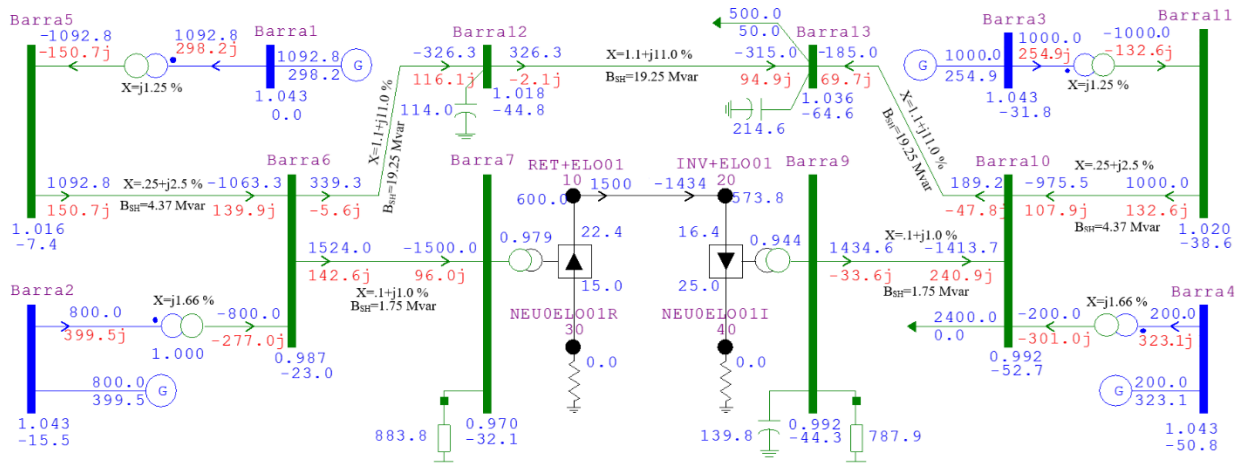 Barra5
-1092.8
-150.7j
X=j1.25 %
1092.8
298.2j
Barra1
1092.8
298.2
G
1.043
0.0
-326.3
116.1j
Barra12
326.3
-2.1j
1.018
-44.8
114.0
X=1.1+j11.0 %
B_SH=19.25 Mvar
500.0
50.0
-315.0
94.9j
Barra13
-185.0
69.7j
1.036
-64.6
214.6
G
1000.0
254.9
Barra3
1000.0
254.9j
1.043
-31.8
X=j1.25 %
-1000.0
-132.6j
Barra11
X=1.1+j11.0 %
B_SH=19.25 Mvar
X=1.1+j11.0 %
B_SH=19.25 Mvar
1092.8
150.7j
1.016
-7.4
X=.25+j2.5 %
B_SH=4.37 Mvar
-1063.3
139.9j
Barra6
339.3
-5.6j
1524.0
142.6j
X=.1+j1.0 %
B_SH=1.75 Mvar
Barra7
-1500.0
96.0j
0.979
RET+ELO01
10
600.0
1500
-1434
INV+ELO01
20
573.8
22.4
15.0
16.4
25.0
NEU0ELO01R
30
0.0
NEU0ELO01I
40
0.0
0.944
Barra9
1434.6
-33.6j
X=.1+j1.0 %
B_SH=1.75 Mvar
-1413.7
240.9j
Barra10
189.2
-47.8j
-975.5
107.9j
X=.25+j2.5 %
B_SH=4.37 Mvar
1000.0
132.6j
1.020
-38.6
Barra2
800.0
399.5j
X=j1.66 %
1.000
-800.0
-277.0j
0.987
-23.0
800.0
399.5
G
1.043
-15.5
883.8
0.970
-32.1
139.8
0.992
-44.3
787.9
2400.0
0.0
0.992
-52.7
-200.0
-301.0j
X=j1.66 %
200.0
323.1j
Barra4
G
200.0
323.1
1.043
-50.8